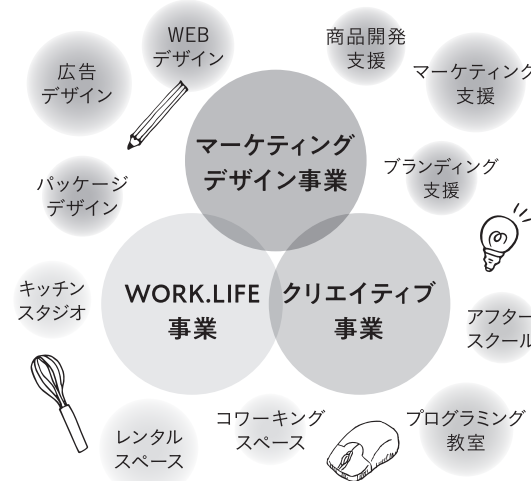 WEB
デザイン
広告
デザイン
商品開発
支援
マーケティング
支援
マーケティング
デザイン事業
パッケージ
デザイン
ブランディング
支援
WORK.LIFE
事業
クリエイティブ
事業
キッチン
スタジオ
アフター
スクール
レンタル
スペース
コワーキング
スペース
プログラミング
教室